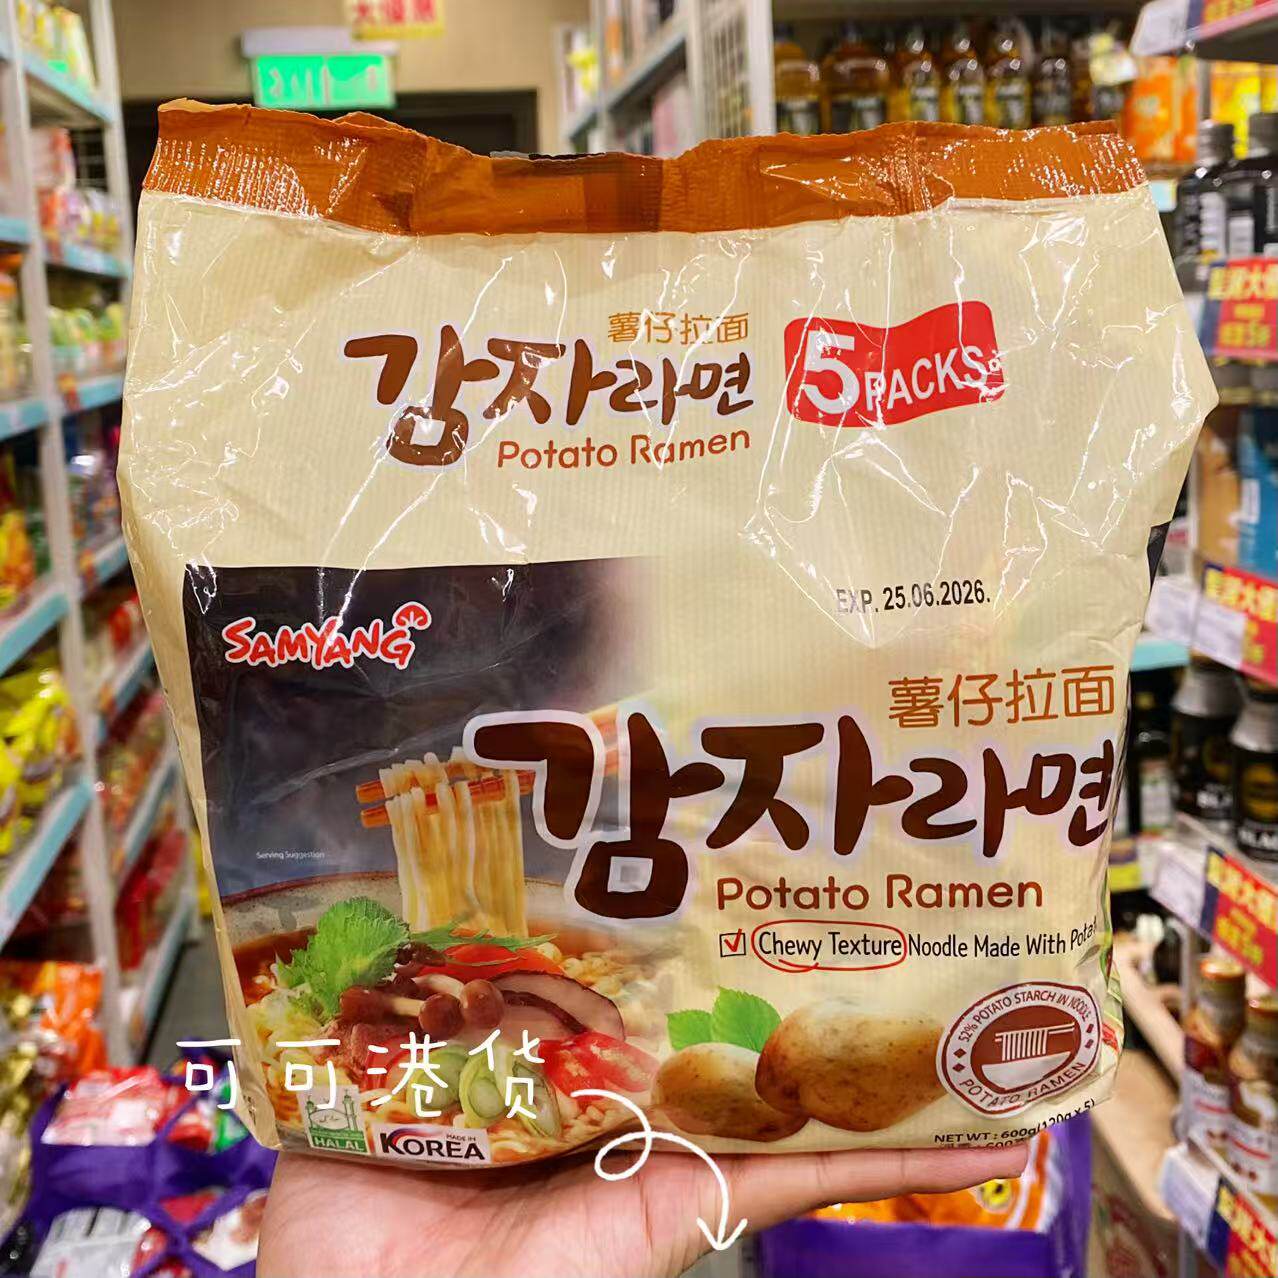 薯仔拉面
감자라면
Potato Ramen
5 PACKS
EXP. 25.06.2026.
SAMYANG
薯仔拉面
감자라면
Potato Ramen
Chewy Texture Noodle Made With
Serving Suggestion
52% POTATO STARCH IN NOODLE
POTATO RAMEN
可可港货
HALAL
MADE IN
KOREA
NET WT : 600g(120g x 5)